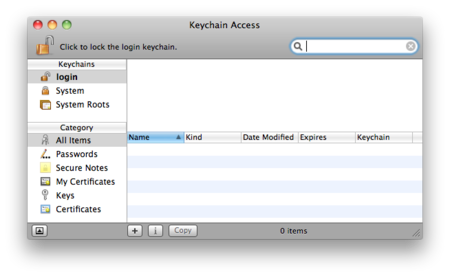 Keychain Access
Click to lock the login keychain.
Keychains
login
System
System Roots
Category
All Items
Passwords
Secure Notes
My Certificates
Keys
Certificates
Name Kind Date Modified Expires Keychain
+ i Copy 0 items